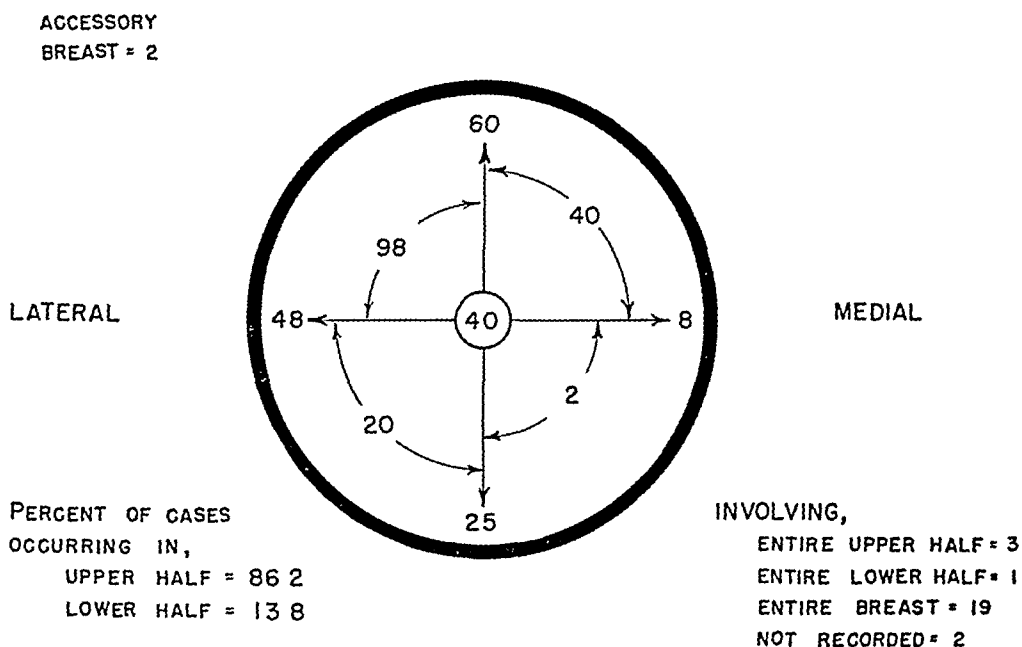 ACCESSORY
BREAST = 2
60
40
98
LATERAL
48
40
8
MEDIAL
2
20
25
PERCENT OF CASES
OCCURRING IN,
UPPER HALF = 86 2
LOWER HALF = 13 8
INVOLVING,
ENTIRE UPPER HALF = 3
ENTIRE LOWER HALF = 1
ENTIRE BREAST = 19
NOT RECORDED = 2